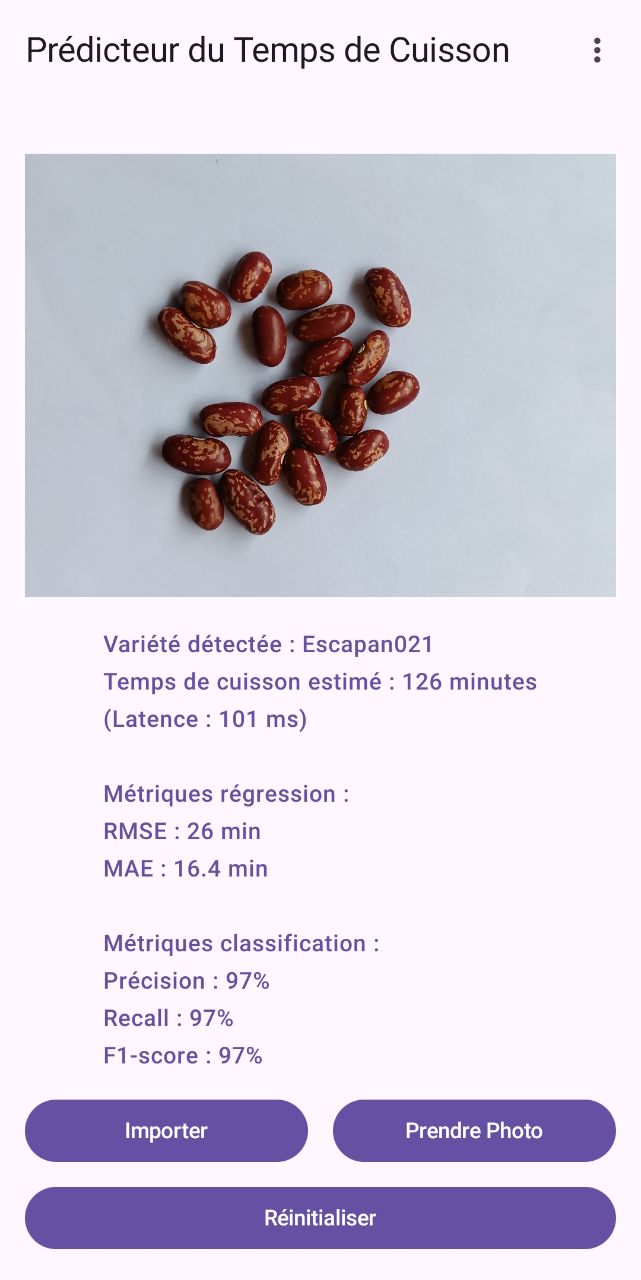 Prédicteur du Temps de Cuisson
Variété détectée : Escapan021
Temps de cuisson estimé : 126 minutes
(Latence : 101 ms)
Métriques régression :
RMSE : 26 min
MAE : 16.4 min
Métriques classification :
Précision : 97%
Recall : 97%
F1-score : 97%
Importer
Prendre Photo
Réinitialiser